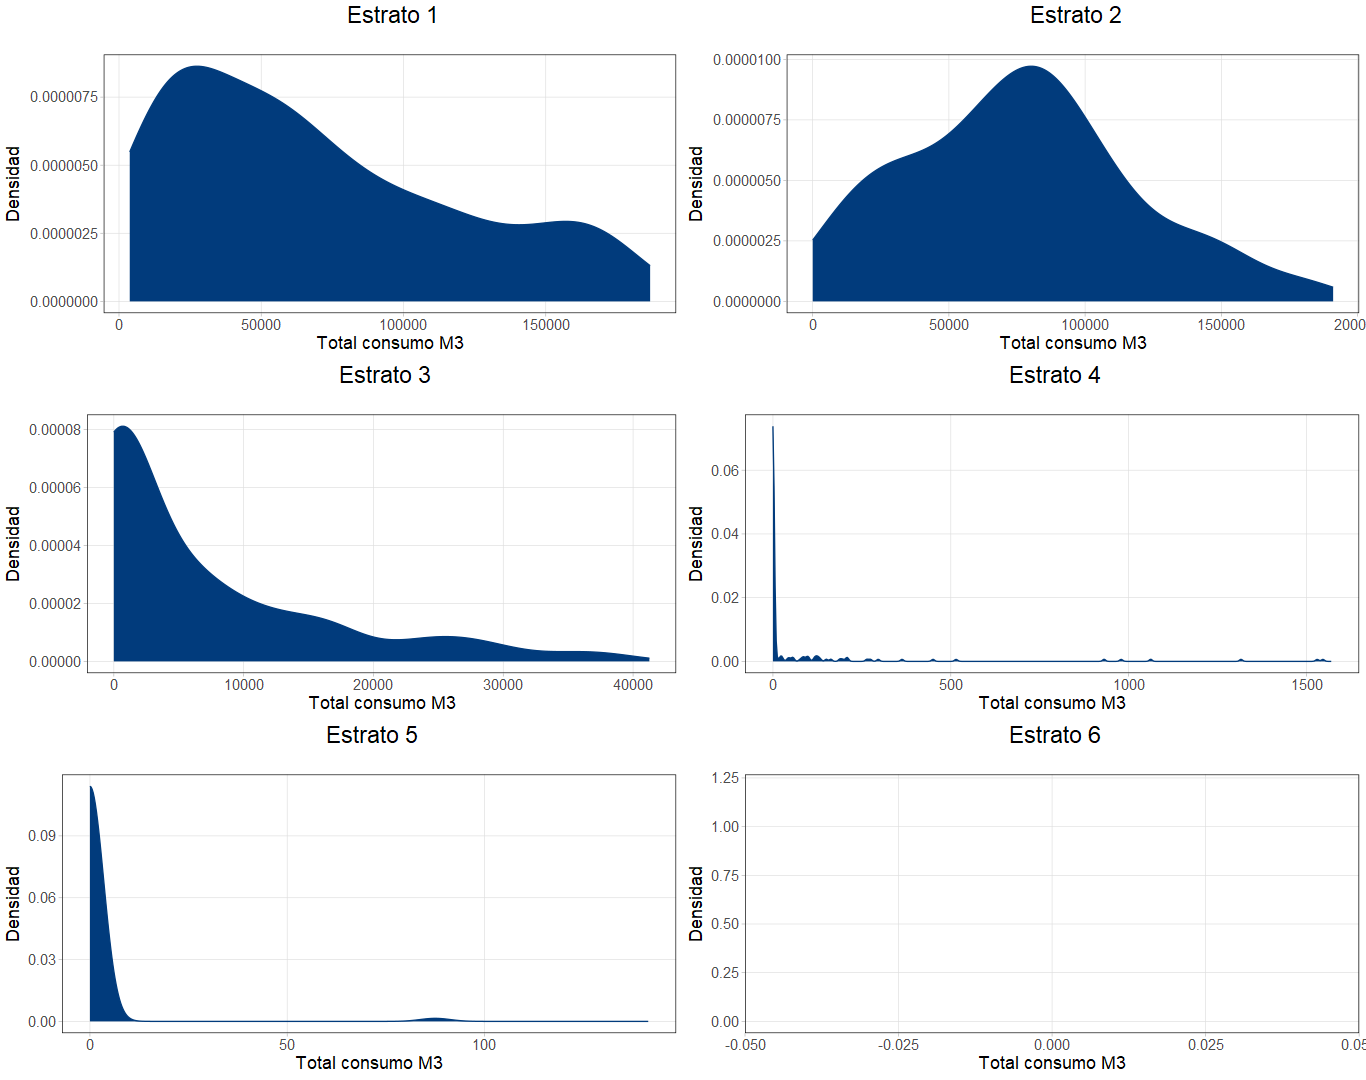 Estrato 1
Densidad
0.0000075
0.0000050
0.0000025
0.0000000
0 50000 100000 150000
Total consumo M3
Estrato 2
Densidad
0.0000100
0.0000075
0.0000050
0.0000025
0.0000000
0 50000 100000 150000 2000
Total consumo M3
Estrato 3
Densidad
0.00008
0.00006
0.00004
0.00002
0.00000
0 10000 20000 30000 40000
Total consumo M3
Estrato 4
Densidad
0.06
0.04
0.02
0.00
0 500 1000 1500
Total consumo M3
Estrato 5
Densidad
0.09
0.06
0.03
0.00
0 50 100
Total consumo M3
Estrato 6
Densidad
1.25
1.00
0.75
0.50
0.25
0.00
-0.050 -0.025 0.000 0.025 0.05
Total consumo M3